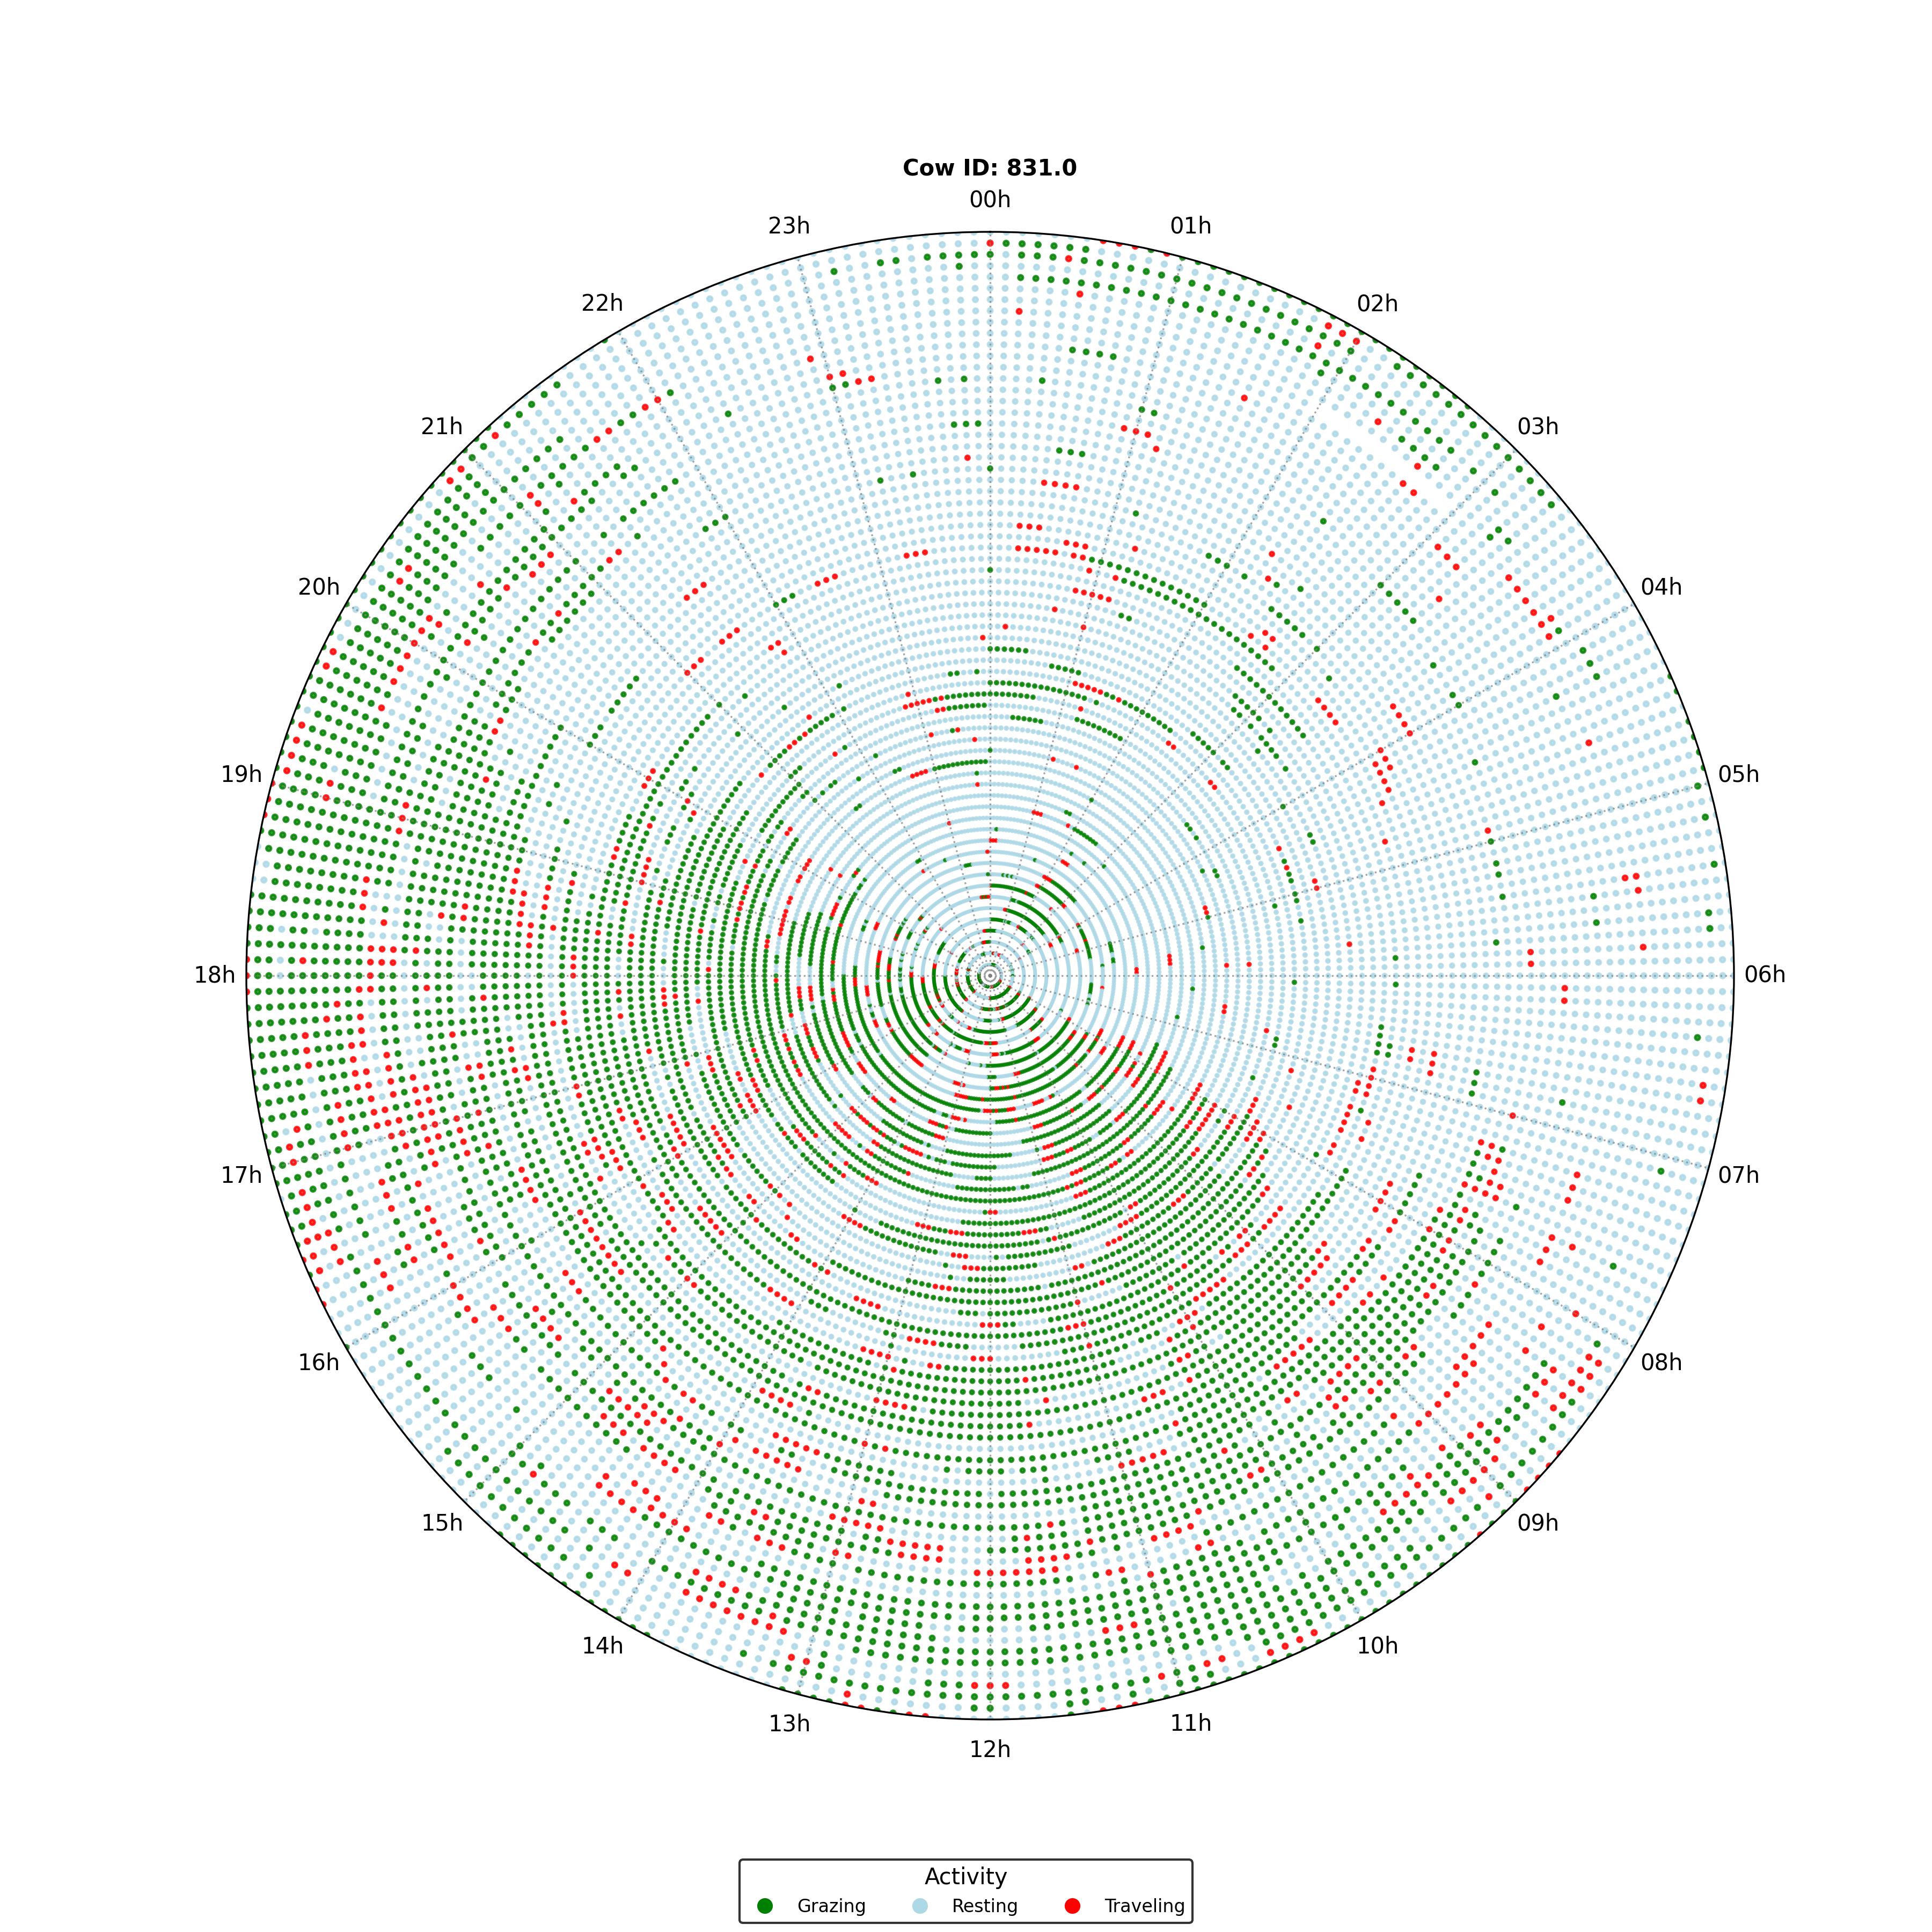 Cow ID: 831.0
00h
23h
01h
22h
02h
21h
03h
20h
04h
19h
05h
18h
06h
17h
07h
16h
08h
15h
09h
14h
10h
13h
11h
12h
Activity
Grazing Resting Traveling